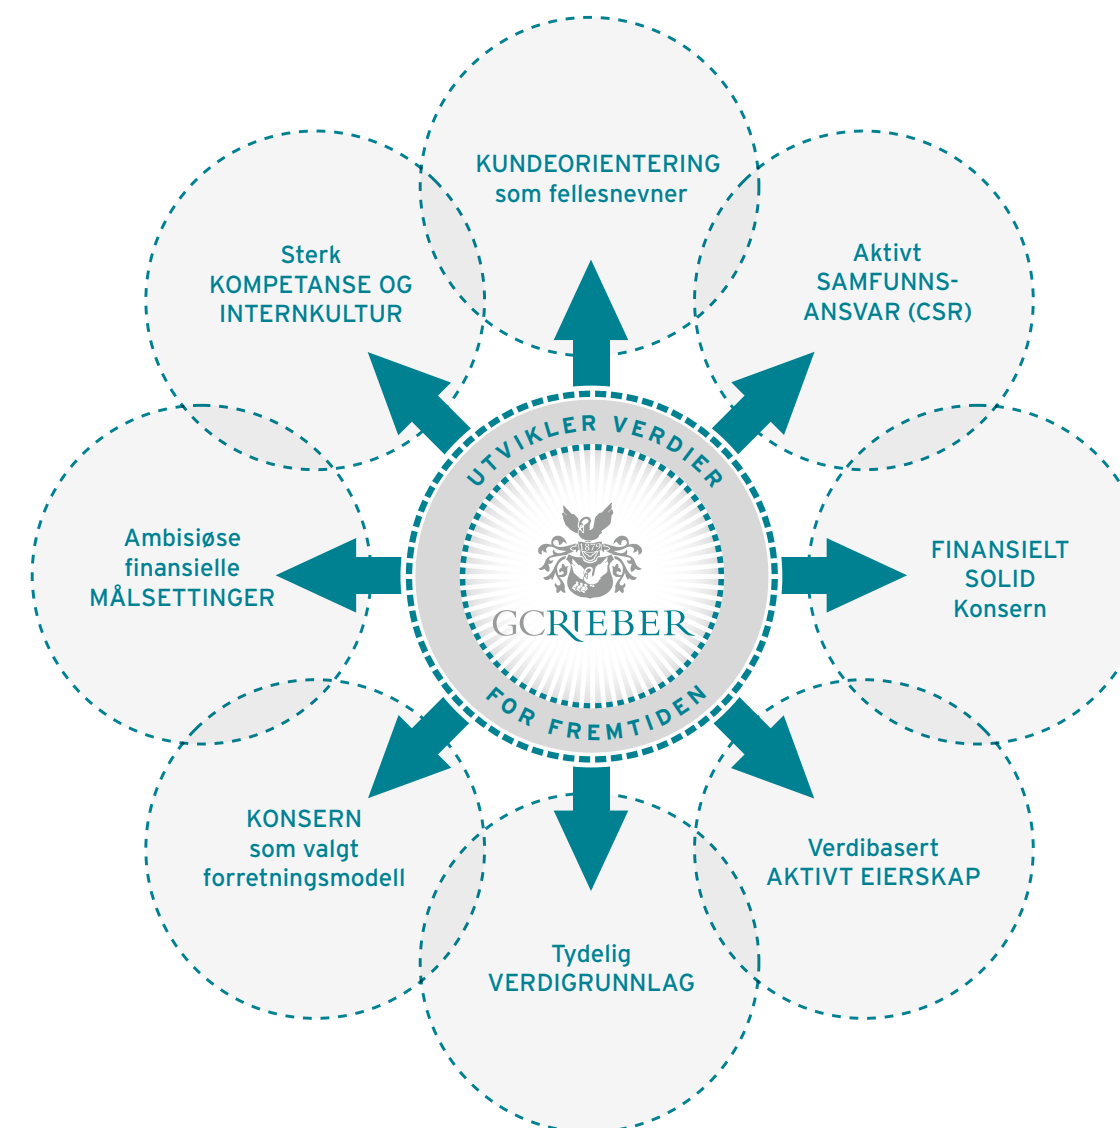 KUNDEORIENTERING
som fellesnevner
Aktivt
SAMFUNNS-
ANSVAR (CSR)
FINANSIELT
SOLID
Konsern
Verdibasert
AKTIVT EIERSKAP
Tydelig
VERDIGRUNNLAG
KONSERN
som valgt
forretningsmodell
Ambisiøse
finansielle
MÅLSETTINGER
Sterk
KOMPETANSE OG
INTERNKULTUR
UTVIKLER VERDIER
1879
GCRIEBER
FOR FREMTIDEN